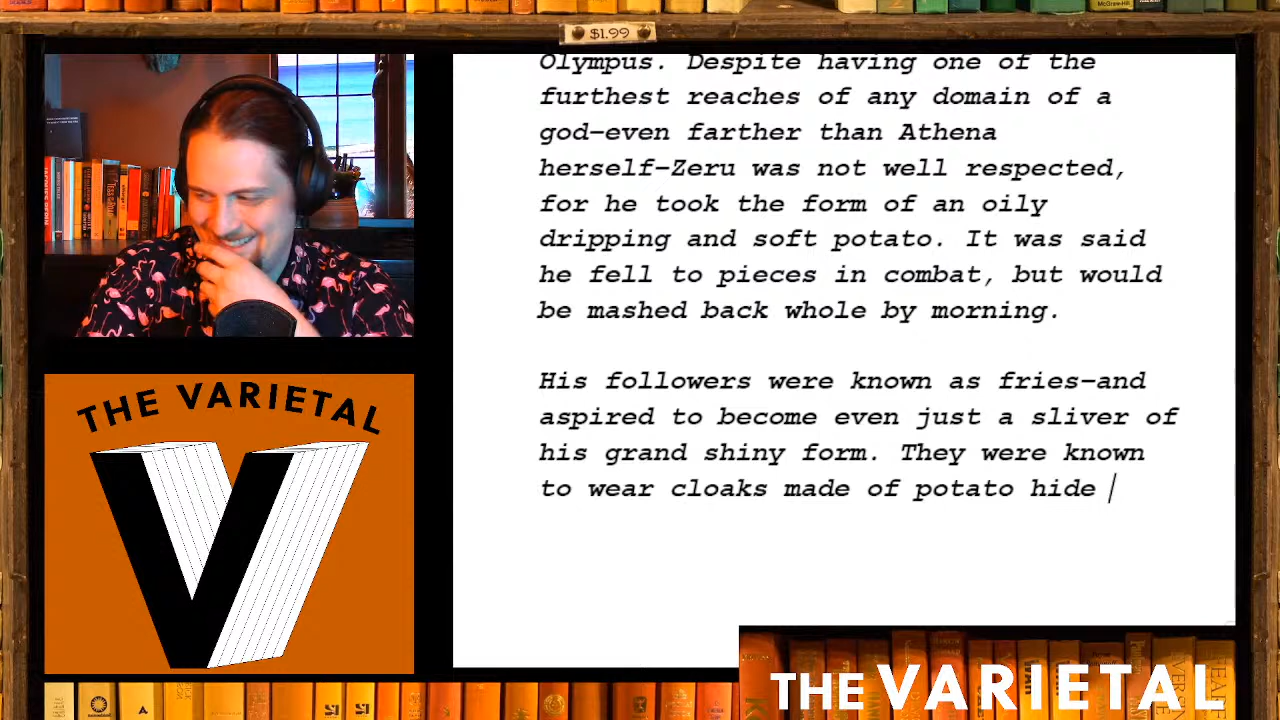 $1.99
McGraw-Hill
Olympus. Despite having one of the
furthest reaches of any domain of a
god–even farther than Athena
herself–Zeru was not well respected,
for he took the form of an oily
dripping and soft potato. It was said
he fell to pieces in combat, but would
be mashed back whole by morning.
His followers were known as fries–and
aspired to become even just a sliver of
his grand shiny form. They were known
to wear cloaks made of potato hide
THE VARIETAL
THE VARIETAL